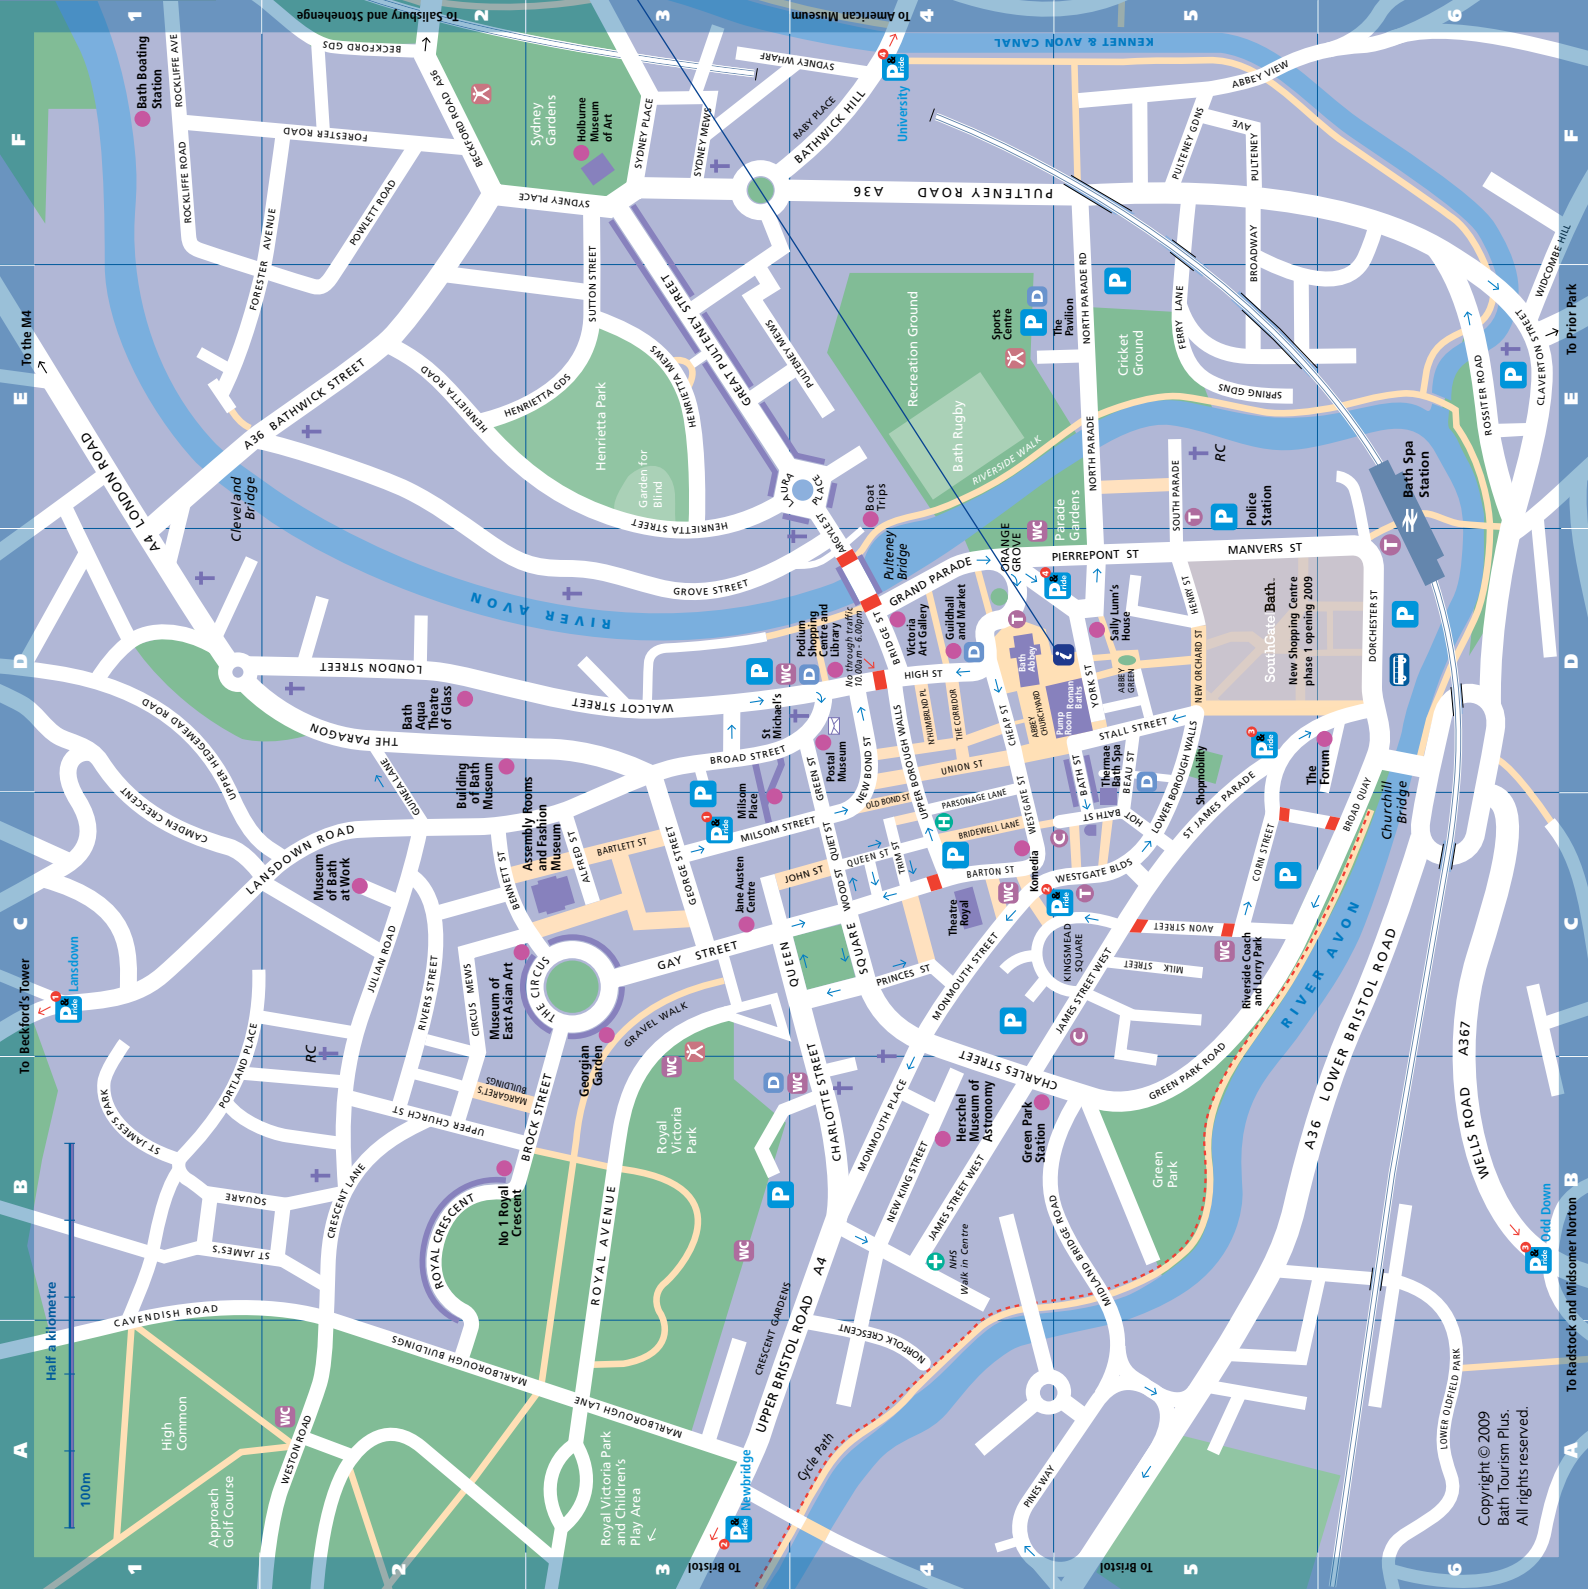 1
2
3
4
5
6
To Salisbury and Stonehenge
To American Museum
F
E
D
C
B
A
F
E
D
C
B
A
1
2
3
4
5
6
To the M4
To Beckford's Tower
To Bristol
To Bristol
To Prior Park
To Radstock and Midsomer Norton
Bath Boating
Station
ROCKLIFFE AVE
ROCKLIFFE ROAD
BECKFORD GDS
BECKFORD ROAD A36
BECKFORD ROAD
FORESTER ROAD
FORESTER AVENUE
POWLETT ROAD
Sydney
Gardens
Holburne
Museum
of Art
SYDNEY PLACE
SYDNEY PLACE
SYDNEY MEWS
SYDNEY WHARF
RABY PLACE
BATHWICK HILL
P&ride
4
University
KENNET & AVON CANAL
ABBEY VIEW
PULTENEY GDNS
PULTENEY
AVE
A36
PULTENEY ROAD
BROADWAY
FERRY LANE
SPRING GDNS
WIDCOMBE HILL
CLAVERTON STREET
ROSSITER ROAD
SUTTON STREET
GREAT PULTENEY STREET
PULTENEY MEWS
HENRIETTA MEWS
HENRIETTA GDS
HENRIETTA ROAD
HENRIETTA STREET
Henrietta Park
Garden for
Blind
LAURA
PLACE
ARGYLE ST
Boat
Trips
Pulteney
Bridge
Recreation Ground
Bath Rugby
RIVERSIDE WALK
Sports
Centre
The
Pavilion
NORTH PARADE RD
NORTH PARADE
Cricket
Ground
Parade
Gardens
SOUTH PARADE
RC
Police
Station
Bath Spa
Station
A36 BATHWICK STREET
LONDON ROAD
A4
Cleveland
Bridge
GROVE STREET
RIVER AVON
LONDON STREET
WALCOT STREET
THE PARAGON
Bath
Aqua
Theatre
of Glass
UPPER HEDGEMEAD ROAD
CAMDEN CRESCENT
GUINEA LANE
LANSDOWN ROAD
Building
of Bath
Museum
Museum
of Bath
at Work
Assembly Rooms
and Fashion
Museum
BENNETT ST
ALFRED ST
BARTLETT ST
GEORGE STREET
BROAD STREET
St
Michael's
Podium
Shopping
Centre and
Library
No through traffic
10.00am - 6.00pm
BRIDGE ST
HIGH ST
Victoria
Art Gallery
Guildhall
and Market
GRAND PARADE
ORANGE
GROVE
PIERREPONT ST
MANVERS ST
HENRY ST
Sally Lunn's
House
Bath
Abbey
ABBEY
CHURCHYARD
ABBEY
GREEN
Pump
Room
Roman
Baths
YORK ST
STALL STREET
NEW ORCHARD ST
SouthGate Bath.
New Shopping Centre
phase 1 opening 2009
DORCHESTER ST
N'HUMBRLND PL
THE CORRIDOR
CHEAP ST
UNION ST
UPPER BOROUGH WALLS
NEW BOND ST
OLD BOND ST
Postal
Museum
GREEN ST
Milsom
Place
MILSOM STREET
QUIET ST
WOOD ST
JOHN ST
QUEEN ST
TRIM ST
PARSONAGE LANE
BRIDEWELL LANE
BARTON ST
WESTGATE ST
WESTGATE BLDS
Komedia
BATH ST
HOT BATH ST
Thermae
Bath Spa
BEAU ST
LOWER BOROUGH WALLS
Shopmobility
ST JAMES PARADE
The
Forum
BROAD QUAY
Churchill
Bridge
CORN STREET
AVON STREET
MILK STREET
Riverside Coach
and Lorry Park
KINGSMEAD
SQUARE
JAMES STREET WEST
MONMOUTH STREET
Theatre
Royal
PRINCES ST
QUEEN
SQUARE
Jane Austen
Centre
GAY STREET
THE CIRCUS
CIRCUS MEWS
Museum of
East Asian Art
Georgian
Garden
GRAVEL WALK
RIVERS STREET
JULIAN ROAD
RC
PORTLAND PLACE
UPPER CHURCH ST
MARGARET'S
BUILDINGS
BROCK STREET
No 1 Royal
Crescent
ROYAL CRESCENT
ROYAL AVENUE
Royal
Victoria
Park
CHARLOTTE STREET
CHARLES STREET
MONMOUTH PLACE
NEW KING STREET
JAMES STREET WEST
Herschel
Museum of
Astronomy
Green Park
Station
GREEN PARK ROAD
Green
Park
MIDLAND BRIDGE ROAD
NHS
Walk in Centre
NORFOLK CRESCENT
CRESCENT GARDENS
UPPER BRISTOL ROAD A4
Cycle Path
PINES WAY
RIVER AVON
A36 LOWER BRISTOL ROAD
WELLS ROAD A367
LOWER OLDFIELD PARK
Odd Down
Newbridge
Lansdown
ST JAMES'S PARK
ST JAMES'S
SQUARE
CRESCENT LANE
CAVENDISH ROAD
MARLBOROUGH BUILDINGS
MARLBOROUGH LANE
WESTON ROAD
High
Common
Approach
Golf Course
Royal Victoria Park
and Children's
Play Area
Half a kilometre
100m
Copyright © 2009
Bath Tourism Plus.
All rights reserved.